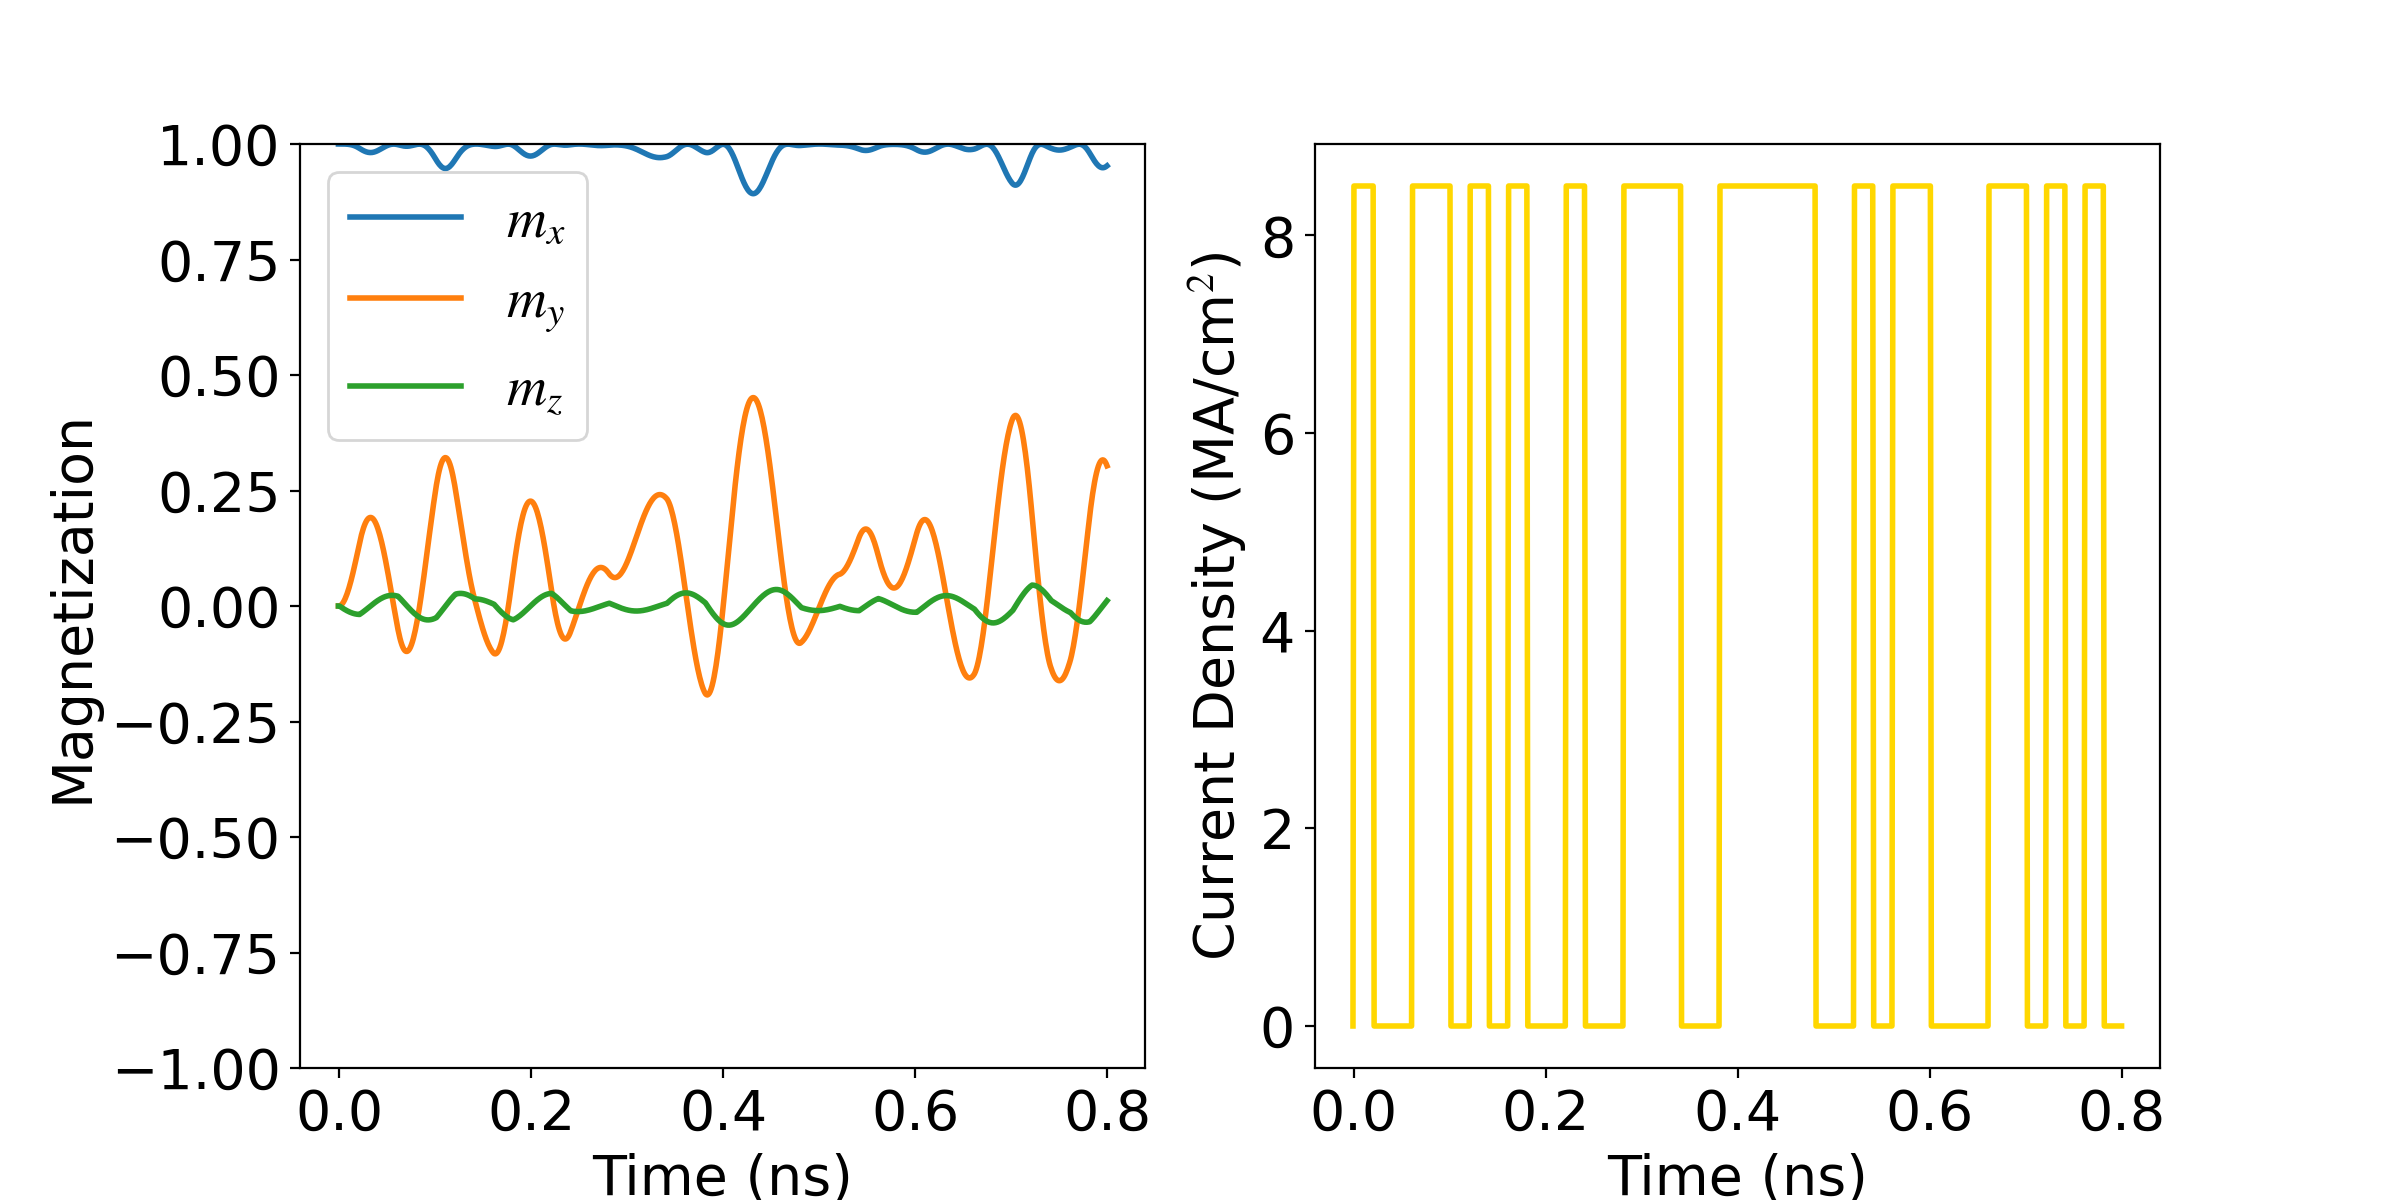 1.00
0.75
0.50
0.25
0.00
−0.25
−0.50
−0.75
−1.00
Magnetization
m_x
m_y
m_z
0.0 0.2 0.4 0.6 0.8
Time (ns)
8
6
4
2
0
Current Density (MA/cm²)
0.0 0.2 0.4 0.6 0.8
Time (ns)